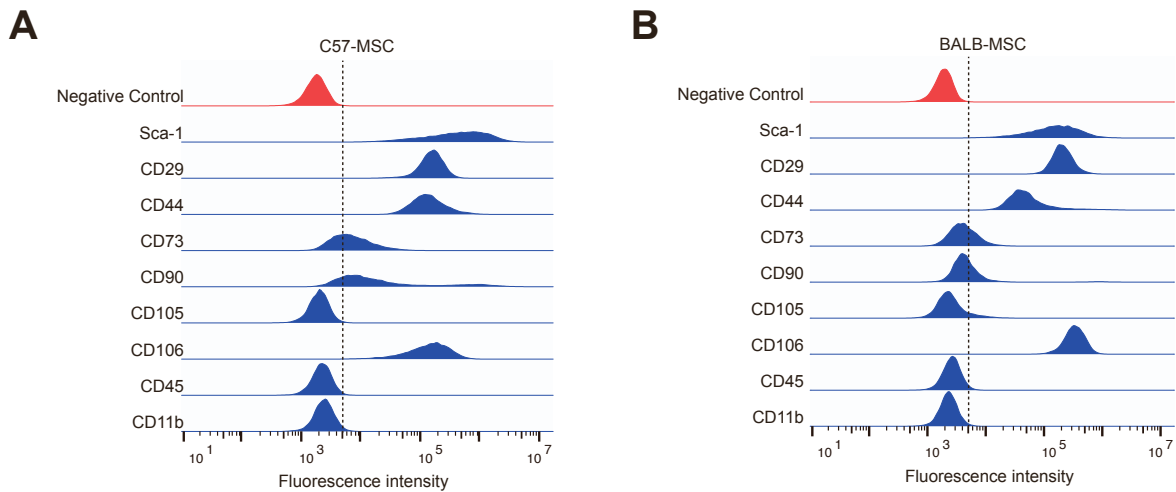 A
C57-MSC
Negative Control
Sca-1
CD29
CD44
CD73
CD90
CD105
CD106
CD45
CD11b
10 1
10 3
10 5
10 7
Fluorescence intensity
B
BALB-MSC
Negative Control
Sca-1
CD29
CD44
CD73
CD90
CD105
CD106
CD45
CD11b
10 1
10 3
10 5
10 7
Fluorescence intensity